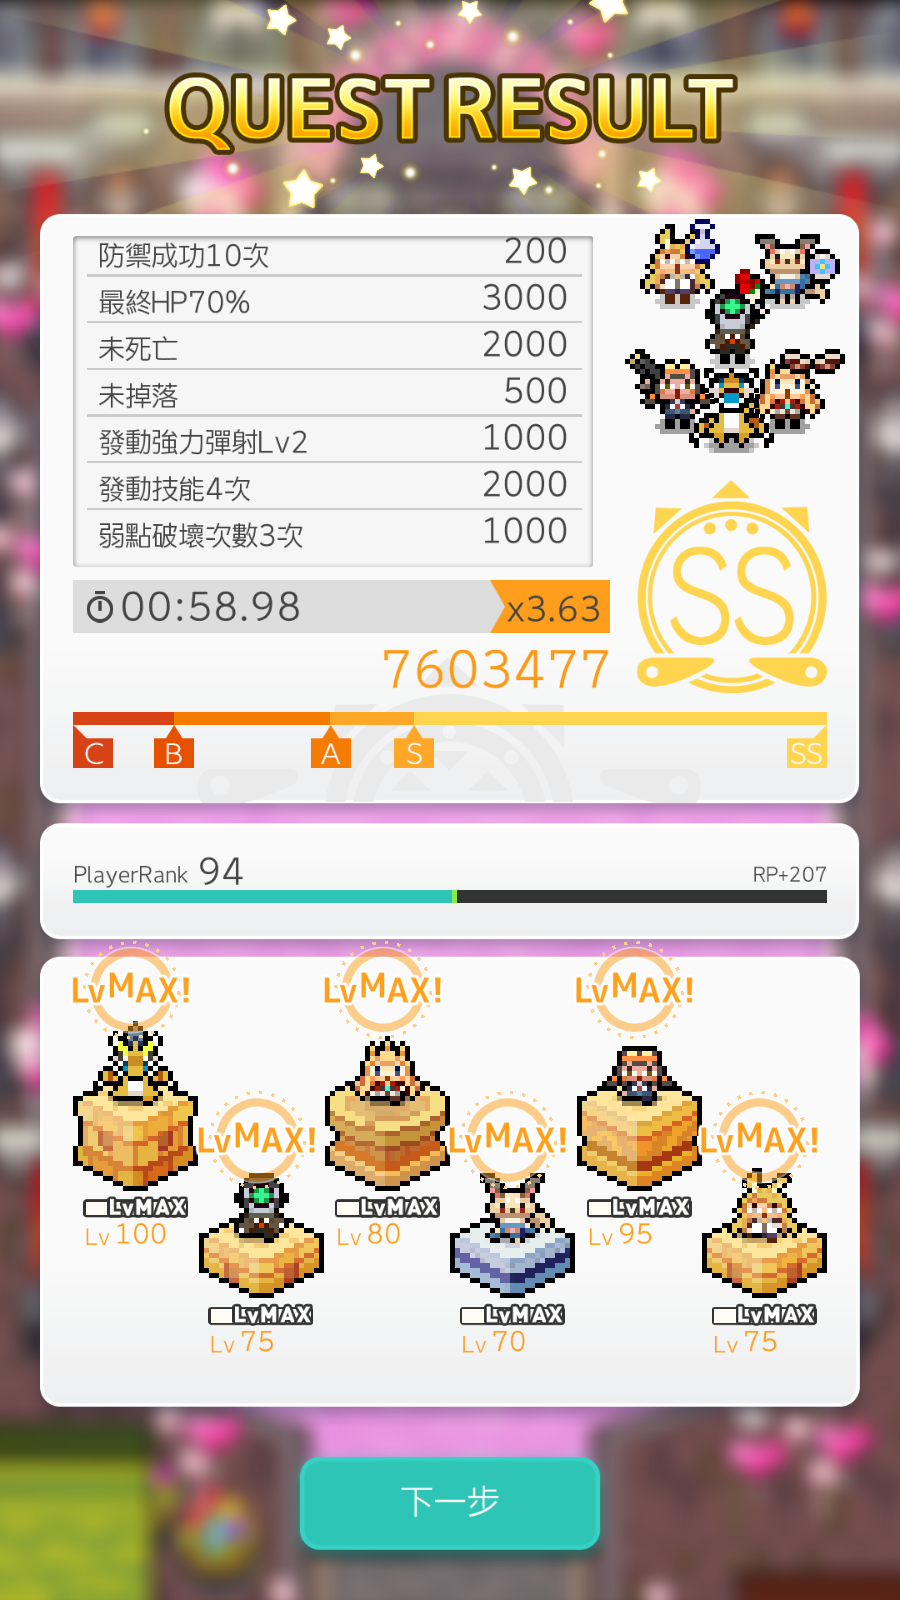 QUEST RESULT
防禦成功10次 200
最終HP70% 3000
未死亡 2000
未掉落 500
發動強力彈射Lv2 1000
發動技能4次 2000
弱點破壞次數3次 1000
SS
00:58.98 x3.63
7603477
C B A S SS
PlayerRank 94 RP+207
LvMAX! LvMAX! LvMAX!
LvMAX! LvMAX! LvMAX!
LvMAX LvMAX LvMAX
Lv 100 Lv 80 Lv 95
LvMAX LvMAX LvMAX
Lv 75 Lv 70 Lv 75
下一步